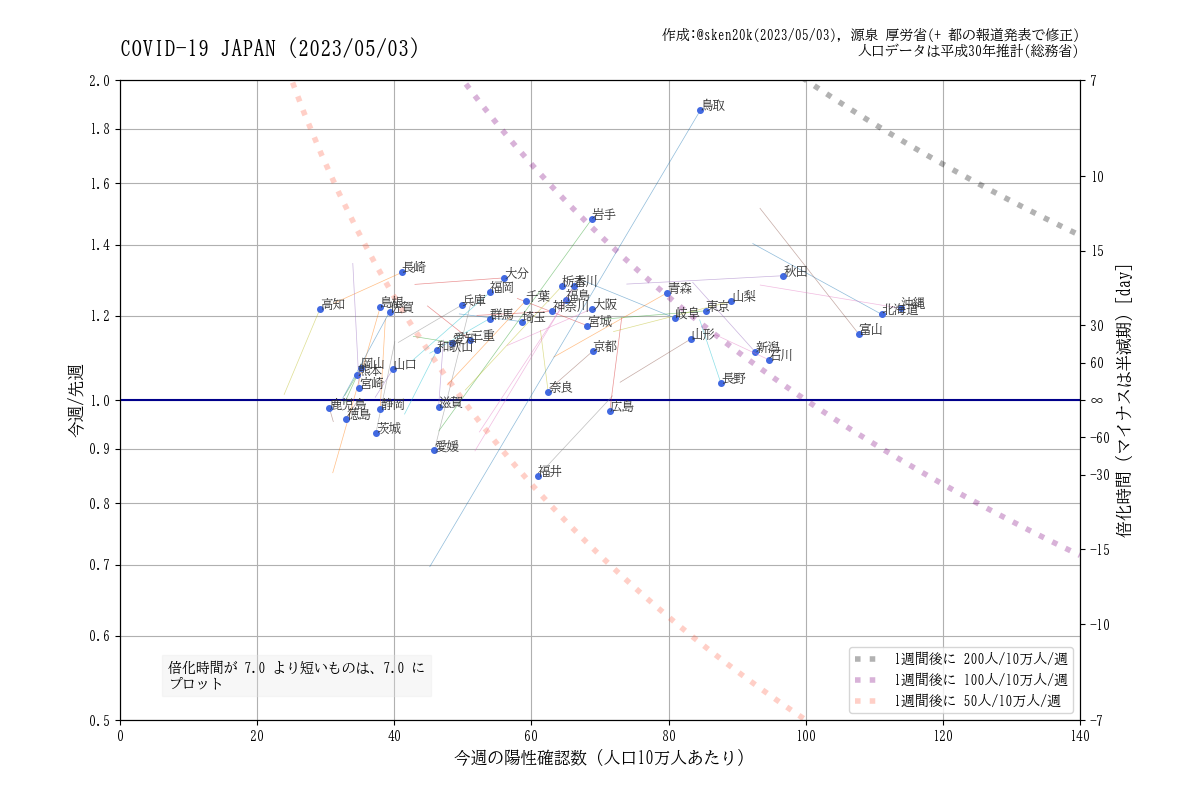 COVID-19 JAPAN (2023/05/03)
作成:@sken20k(2023/05/03), 源泉 厚労省(+ 都の報道発表で修正)
人口データは平成30年推計(総務省)
2.0
1.8
1.6
1.4
1.2
1.0
0.9
0.8
0.7
0.6
0.5
今週/先週
7
10
15
30
60
∞
-60
-30
-15
-10
-7
倍化時間 (マイナスは半減期) [day]
鳥取
岩手
長崎
大分
栃木
香川
秋田
高知
島根
佐賀
兵庫
福岡
千葉
福島
神奈川
大阪
青森
山梨
東京
岐阜
沖縄
北海道
群馬
埼玉
宮城
富山
愛知
三重
和歌山
京都
山形
新潟
石川
岡山
熊本
山口
宮崎
奈良
長野
鹿児島
徳島
静岡
滋賀
広島
茨城
愛媛
福井
倍化時間が 7.0 より短いものは、7.0 に
プロット
1週間後に 200人/10万人/週
1週間後に 100人/10万人/週
1週間後に 50人/10万人/週
0 20 40 60 80 100 120 140
今週の陽性確認数 (人口10万人あたり)